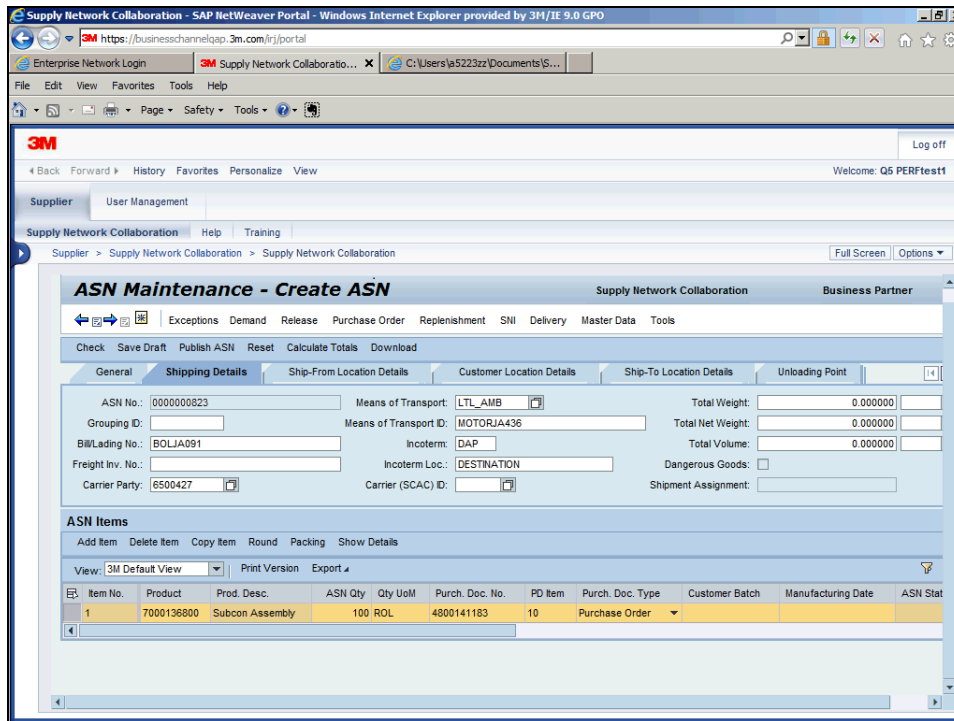 Supply Network Collaboration - SAP NetWeaver Portal - Windows Internet Explorer provided by 3M/IE 9.0 GPO
3M https://businesschannelqap.3m.com/irj/portal
Enterprise Network Login
3M Supply Network Collaboratio... X
C:\Users\a5223zz\Documents\S...
File Edit View Favorites Tools Help
Page Safety Tools
3M
Log off
Back Forward History Favorites Personalize View
Welcome: Q5 PERFtest1
Supplier User Management
Supply Network Collaboration Help Training
Supplier > Supply Network Collaboration > Supply Network Collaboration
Full Screen Options
ASN Maintenance - Create ASN
Supply Network Collaboration
Business Partner
Exceptions Demand Release Purchase Order Replenishment SNI Delivery Master Data Tools
Check Save Draft Publish ASN Reset Calculate Totals Download
General Shipping Details Ship-From Location Details Customer Location Details Ship-To Location Details Unloading Point
ASN No.: 0000000823 Means of Transport: LTL_AMB Total Weight: 0.000000
Grouping ID: Means of Transport ID: MOTORJA436 Total Net Weight: 0.000000
Bill/Lading No.: BOLJA091 Incoterm: DAP Total Volume: 0.000000
Freight Inv. No.: Incoterm Loc.: DESTINATION Dangerous Goods:
Carrier Party: 6500427 Carrier (SCAC) ID: Shipment Assignment:
ASN Items
Add Item Delete Item Copy Item Round Packing Show Details
View: 3M Default View Print Version Export
Item No. Product Prod. Desc. ASN Qty Qty UoM Purch. Doc. No. PD Item Purch. Doc. Type Customer Batch Manufacturing Date ASN Stat
1 7000136800 Subcon Assembly 100 ROL 4800141183 10 Purchase Order